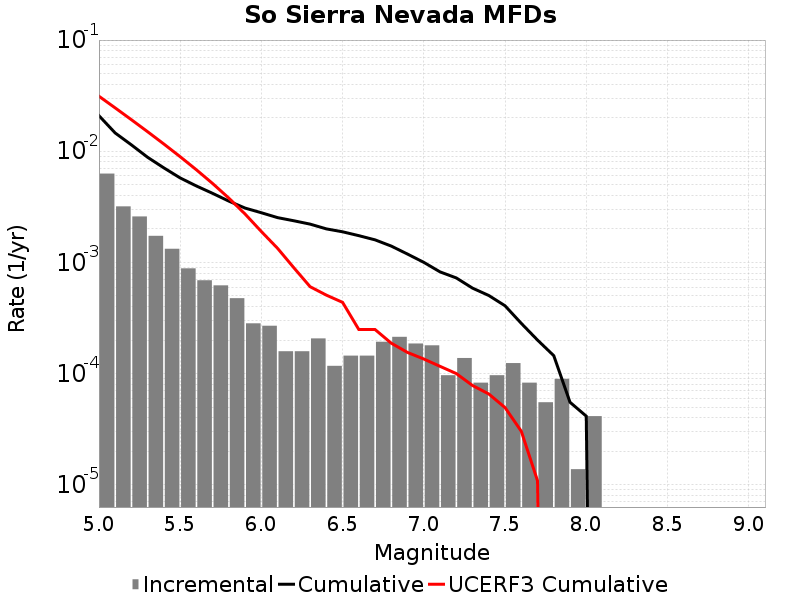 So Sierra Nevada MFDs
10-1
10-2
10-3
10-4
10-5
Rate (1/yr)
5.0 5.5 6.0 6.5 7.0 7.5 8.0 8.5 9.0
Magnitude
Incremental Cumulative UCERF3 Cumulative